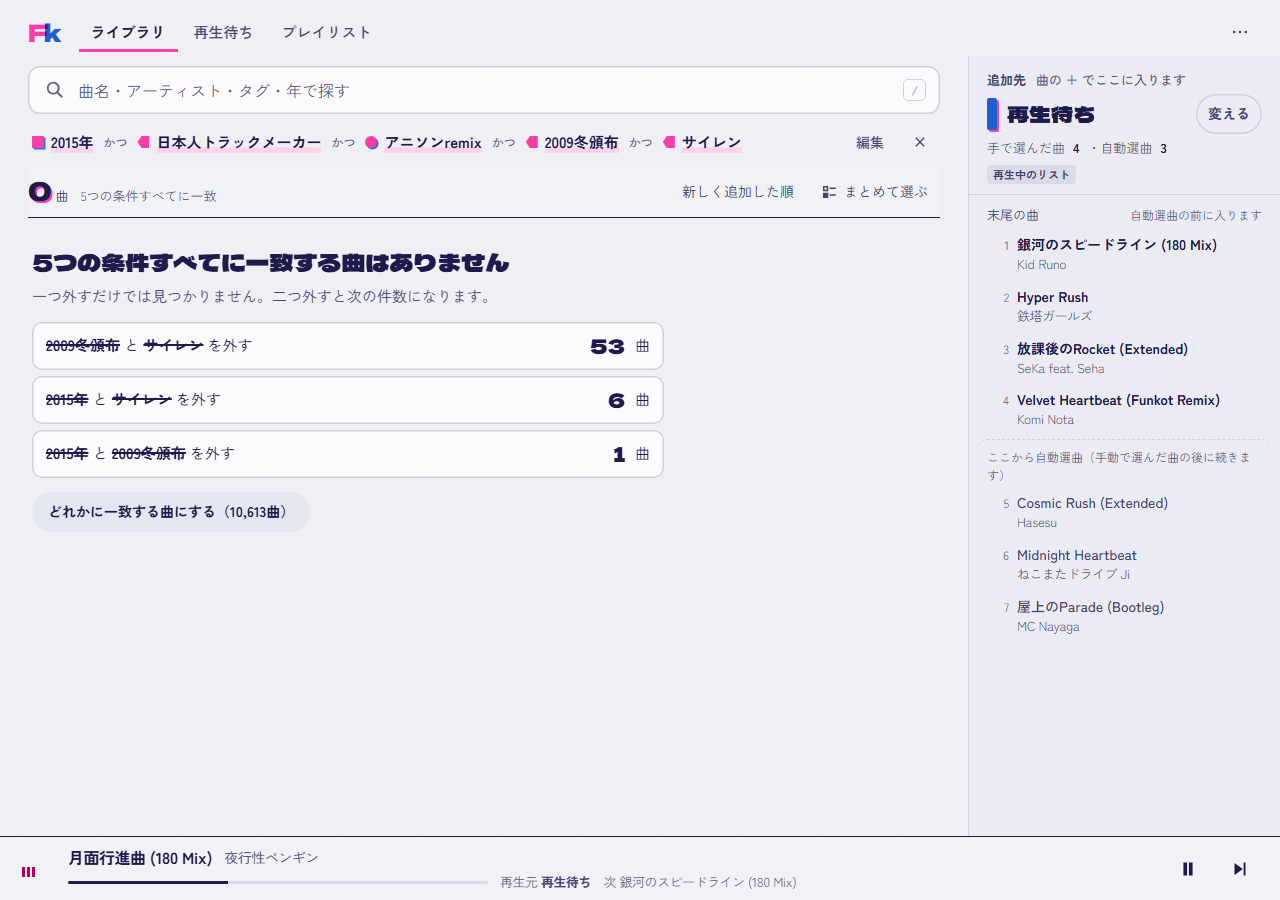 Fk ライブラリ 再生待ち プレイリスト …
曲名・アーティスト・タグ・年で探す /
2015年 かつ 日本人トラックメーカー かつ アニソンremix かつ 2009冬頒布 かつ サイレン 編集 ×
0曲 5つの条件すべてに一致 新しく追加した順 まとめて選ぶ
5つの条件すべてに一致する曲はありません
一つ外すだけでは見つかりません。二つ外すと次の件数になります。
2009冬頒布 と サイレン を外す 53 曲
2015年 と サイレン を外す 6 曲
2015年 と 2009冬頒布 を外す 1 曲
どれかに一致する曲にする（10,613曲）
追加先 曲の ＋ でここに入ります
再生待ち 変える
手で選んだ曲 4 ・自動選曲 3
再生中のリスト
末尾の曲 自動選曲の前に入ります
1 銀河のスピードライン (180 Mix)
Kid Runo
2 Hyper Rush
鉄塔ガールズ
3 放課後のRocket (Extended)
SeKa feat. Seha
4 Velvet Heartbeat (Funkot Remix)
Komi Nota
ここから自動選曲（手動で選んだ曲の後に続きま
す）
5 Cosmic Rush (Extended)
Hasesu
6 Midnight Heartbeat
ねこまたドライブ Ji
7 屋上のParade (Bootleg)
MC Nayaga
月面行進曲 (180 Mix) 夜行性ペンギン
再生元 再生待ち 次 銀河のスピードライン (180 Mix)